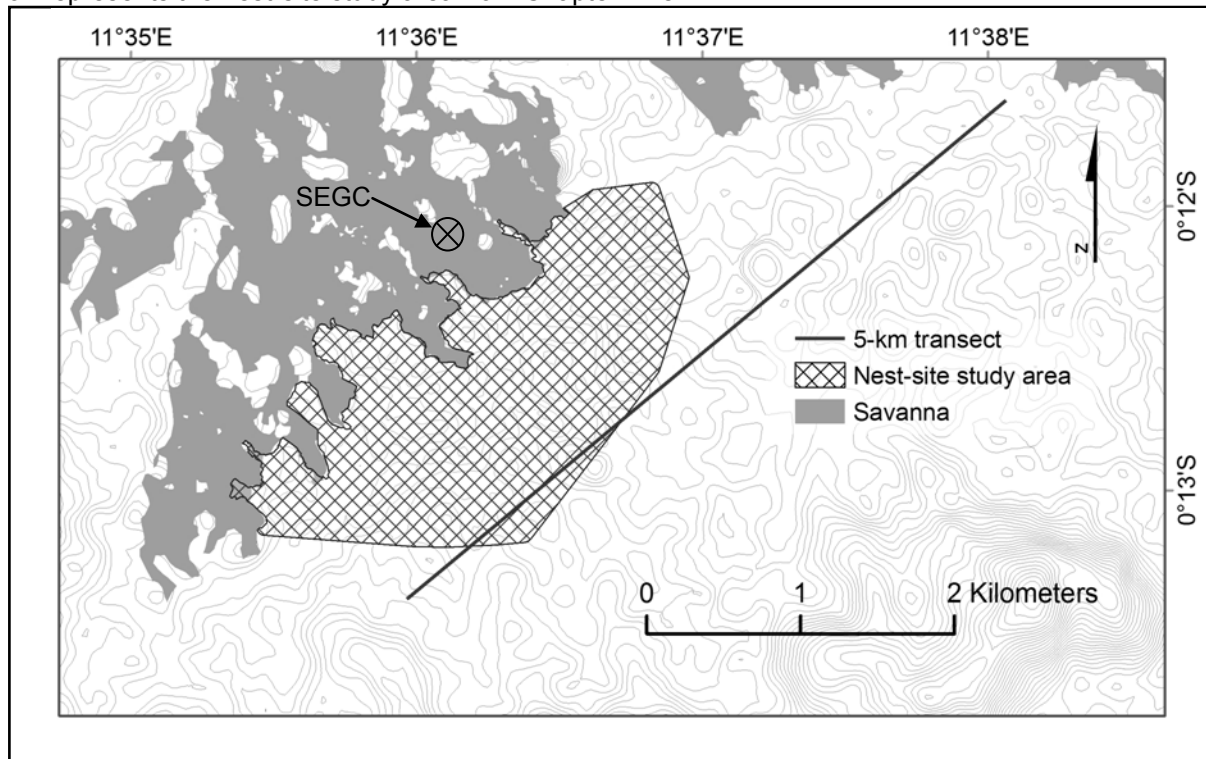 11°35'E 11°36'E 11°37'E 11°38'E
SEGC
0°12'S
N
5-km transect
Nest-site study area
Savanna
0°13'S
0 1 2 Kilometers